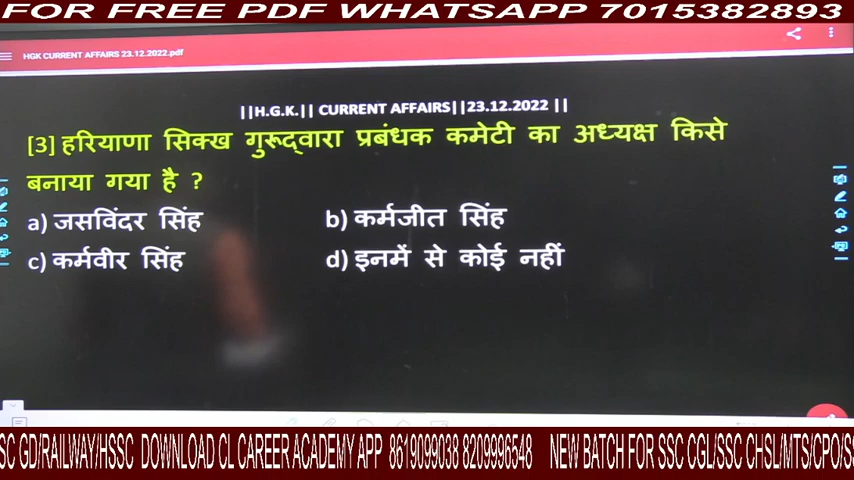 FOR FREE PDF WHATSAPP 7015382893
HGK CURRENT AFFAIRS 23.12.2022.pdf
||H.G.K.|| CURRENT AFFAIRS||23.12.2022 ||
[3] हरियाणा सिक्ख गुरूद्वारा प्रबंधक कमेटी का अध्यक्ष किसे
बनाया गया है ?
a) जसविंदर सिंह b) कर्मजीत सिंह
c) कर्मवीर सिंह d) इनमें से कोई नहीं
SC GD/RAILWAY/HSSC DOWNLOAD CL CAREER ACADEMY APP 8619099038 8209996548 NEW BATCH FOR SSC CGL/SSC CHSL/MTS/CPO/SS